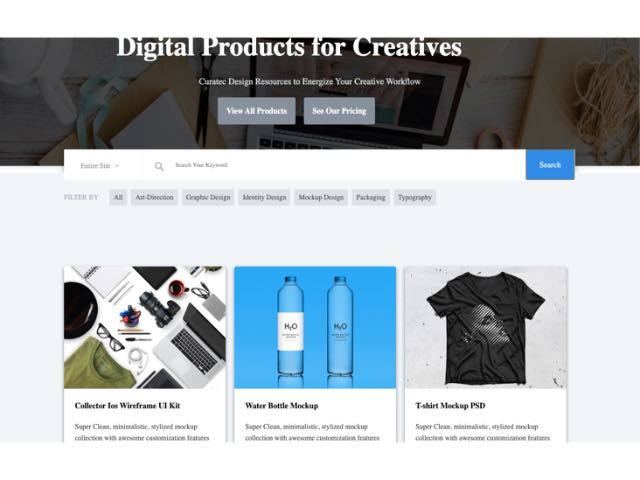 Digital Products for Creatives
Curatec Design Resources to Energize Your Creative Workflow
View All Products
See Our Pricing
Entire Site
Search Your Keyword
Search
FILTER BY
All
Art-Direction
Graphic Design
Identity Design
Mockup Design
Packaging
Typography
H₂O
H₂O
Collector Ios Wireframe UI Kit
Super Clean, minimalistic, stylized mockup
collection with awesome customization features
Water Bottle Mockup
Super Clean, minimalistic, stylized mockup
collection with awesome customization features
T-shirt Mockup PSD
Super Clean, minimalistic, stylized mockup
collection with awesome customization features